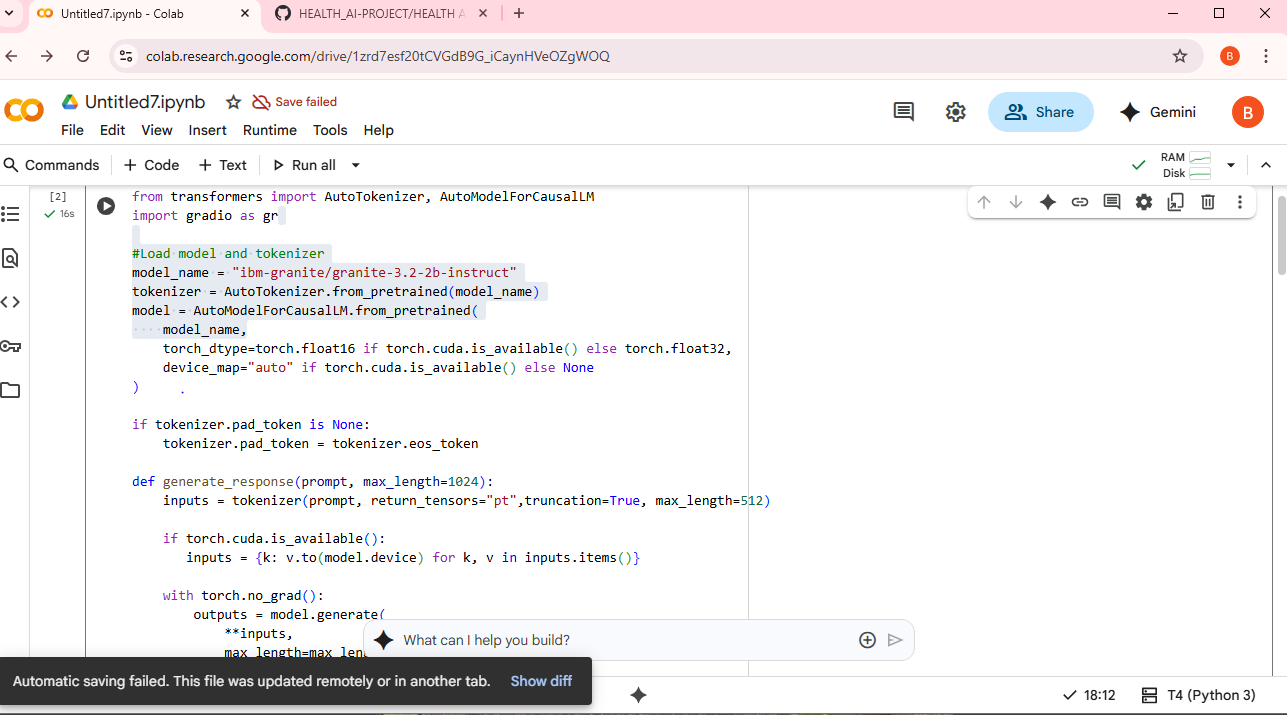 Untitled7.ipynb - Colab
HEALTH_AI-PROJECT/HEALTH A
colab.research.google.com/drive/1zrd7esf20tCVGdB9G_iCaynHVeOZgWOQ
B
Untitled7.ipynb
Save failed
File Edit View Insert Runtime Tools Help
Share
Gemini
B
Commands + Code + Text Run all
RAM
Disk
[2]
16s
from transformers import AutoTokenizer, AutoModelForCausalLM
import gradio as gr
#Load model and tokenizer
model_name = "ibm-granite/granite-3.2-2b-instruct"
tokenizer = AutoTokenizer.from_pretrained(model_name)
model = AutoModelForCausalLM.from_pretrained(
model_name,
torch_dtype=torch.float16 if torch.cuda.is_available() else torch.float32,
device_map="auto" if torch.cuda.is_available() else None
) .
if tokenizer.pad_token is None:
tokenizer.pad_token = tokenizer.eos_token
def generate_response(prompt, max_length=1024):
inputs = tokenizer(prompt, return_tensors="pt",truncation=True, max_length=512)
if torch.cuda.is_available():
inputs = {k: v.to(model.device) for k, v in inputs.items()}
with torch.no_grad():
outputs = model.generate(
**inputs,
max_length=max_len
What can I help you build?
Automatic saving failed. This file was updated remotely or in another tab. Show diff
18:12
T4 (Python 3)